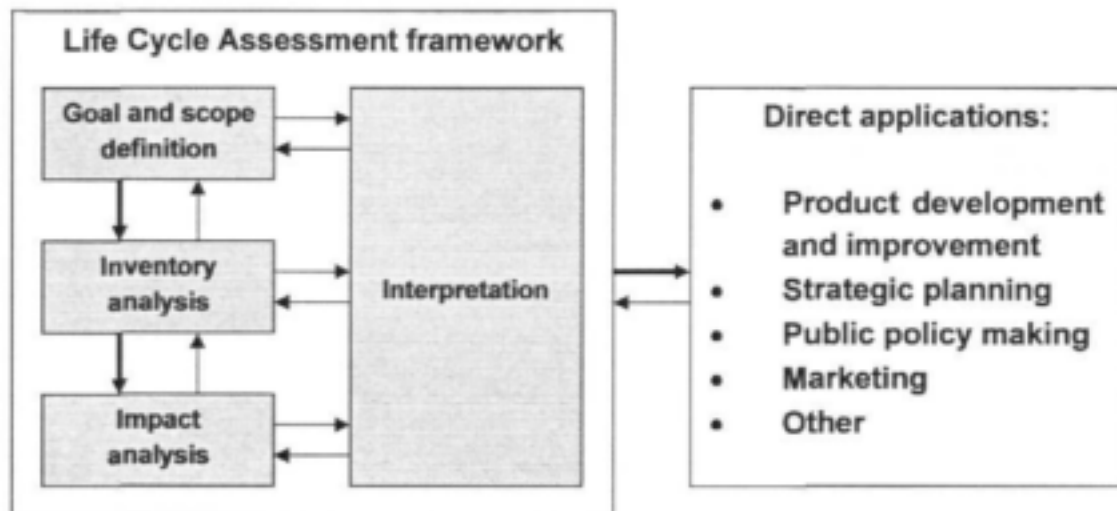 Life Cycle Assessment framework
Goal and scope
definition
Inventory
analysis
Impact
analysis
Interpretation
Direct applications:
• Product development
and improvement
• Strategic planning
• Public policy making
• Marketing
• Other